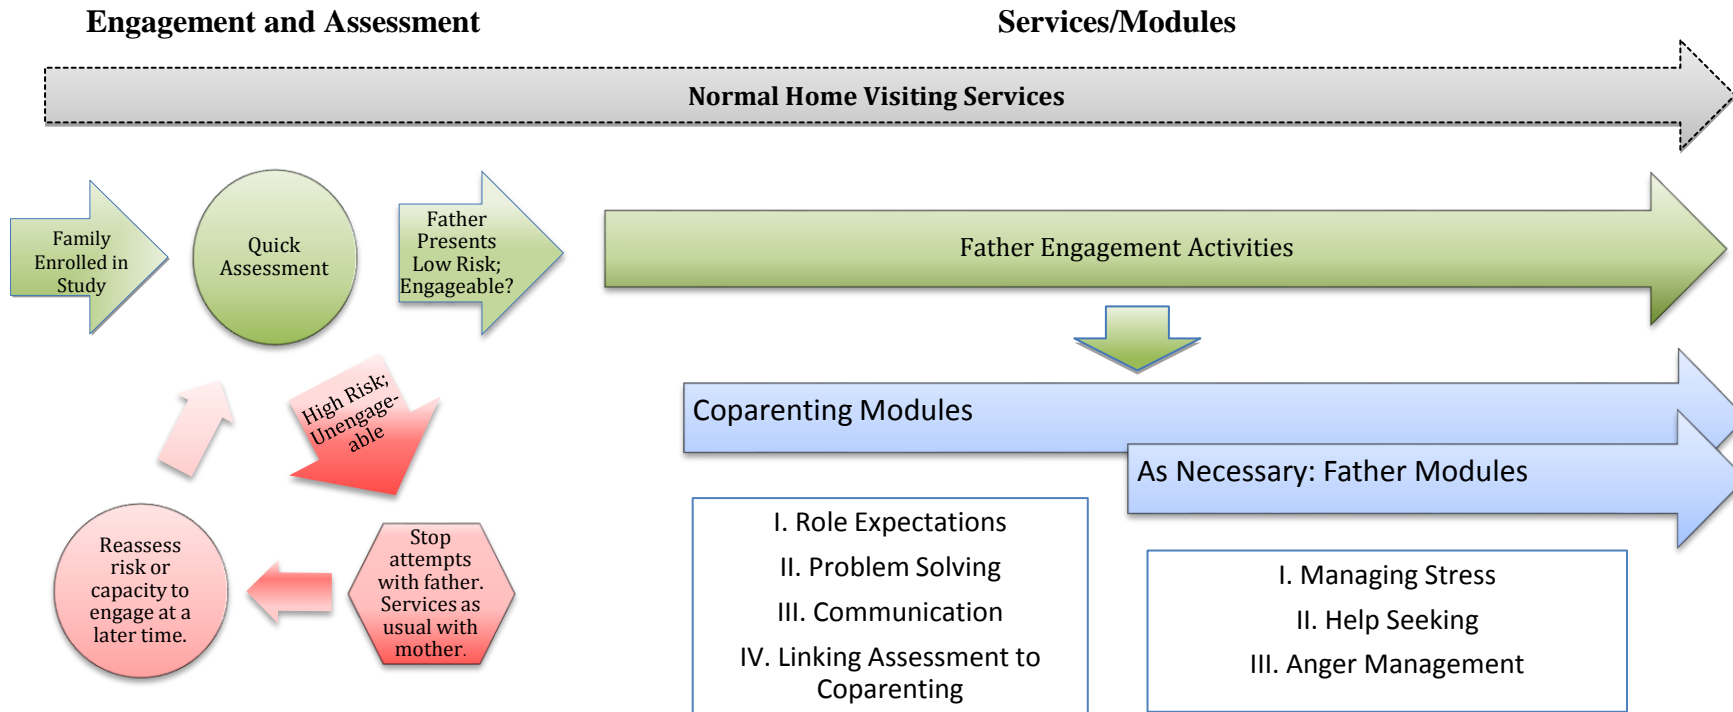 Engagement and Assessment
Services/Modules
Normal Home Visiting Services
Family
Enrolled in
Study
Quick
Assessment
Father
Presents
Low Risk;
Engageable?
Father Engagement Activities
High Risk;
Unengage-
able
Stop
attempts
with father.
Services as
usual with
mother.
Reassess
risk or
capacity to
engage at a
later time.
Coparenting Modules
As Necessary: Father Modules
I. Role Expectations
II. Problem Solving
III. Communication
IV. Linking Assessment to
Coparenting
I. Managing Stress
II. Help Seeking
III. Anger Management